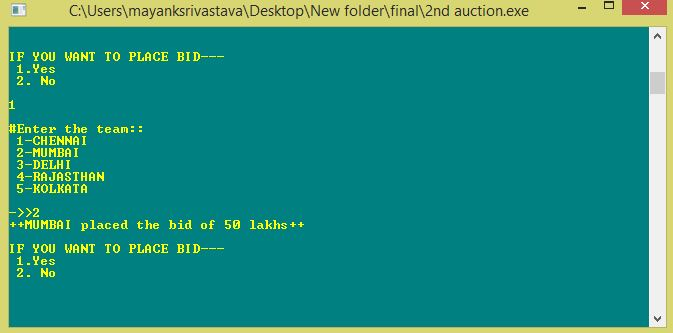 C:\Users\mayanksrivastava\Desktop\New folder\final\2nd auction.exe
IF YOU WANT TO PLACE BID---
1.Yes
2. No
1
#Enter the team::
1-CHENNAI
2-MUMBAI
3-DELHI
4-RAJASTHAN
5-KOLKATA
->>2
++MUMBAI placed the bid of 50 lakhs++
IF YOU WANT TO PLACE BID---
1.Yes
2. No